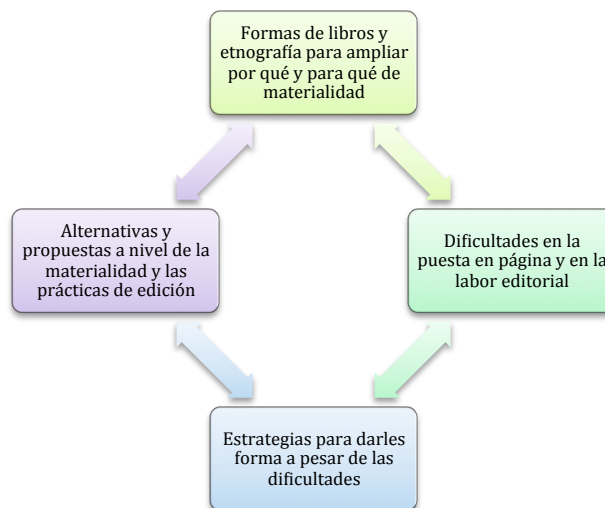 Formas de libros y
etnografía para ampliar
por qué y para qué de
materialidad
Alternativas y
propuestas a nivel de la
materialidad y las
prácticas de edición
Dificultades en la
puesta en página y en la
labor editorial
Estrategias para darles
forma a pesar de las
dificultades